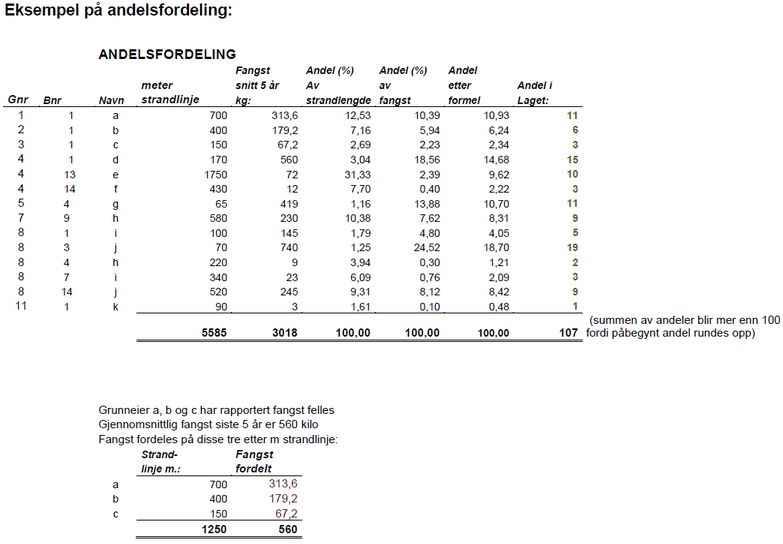 Eksempel på andelsfordeling:
ANDELSFORDELING
Gnr Bnr Navn meter strandlinje Fangst snitt 5 år kg: Andel (%) Av strandlengde Andel (%) av fangst Andel etter formel Andel i Laget:
1 1 a 700 313,6 12,53 10,39 10,93 11
2 1 b 400 179,2 7,16 5,94 6,24 6
3 1 c 150 67,2 2,69 2,23 2,34 3
4 1 d 170 560 3,04 18,56 14,68 15
4 13 e 1750 72 31,33 2,39 9,62 10
4 14 f 430 12 7,70 0,40 2,22 3
5 4 g 65 419 1,16 13,88 10,70 11
7 9 h 580 230 10,38 7,62 8,31 9
8 1 i 100 145 1,79 4,80 4,05 5
8 3 j 70 740 1,25 24,52 18,70 19
8 4 h 220 9 3,94 0,30 1,21 2
8 7 i 340 23 6,09 0,76 2,09 3
8 14 j 520 245 9,31 8,12 8,42 9
11 1 k 90 3 1,61 0,10 0,48 1
5585 3018 100,00 100,00 100,00 107
(summen av andeler blir mer enn 100
fordi påbegynt andel rundes opp)
Grunneier a, b og c har rapportert fangst felles
Gjennomsnittlig fangst siste 5 år er 560 kilo
Fangst fordeles på disse tre etter m strandlinje:
Strand- Fangst
linje m.: fordelt
a 700 313,6
b 400 179,2
c 150 67,2
1250 560